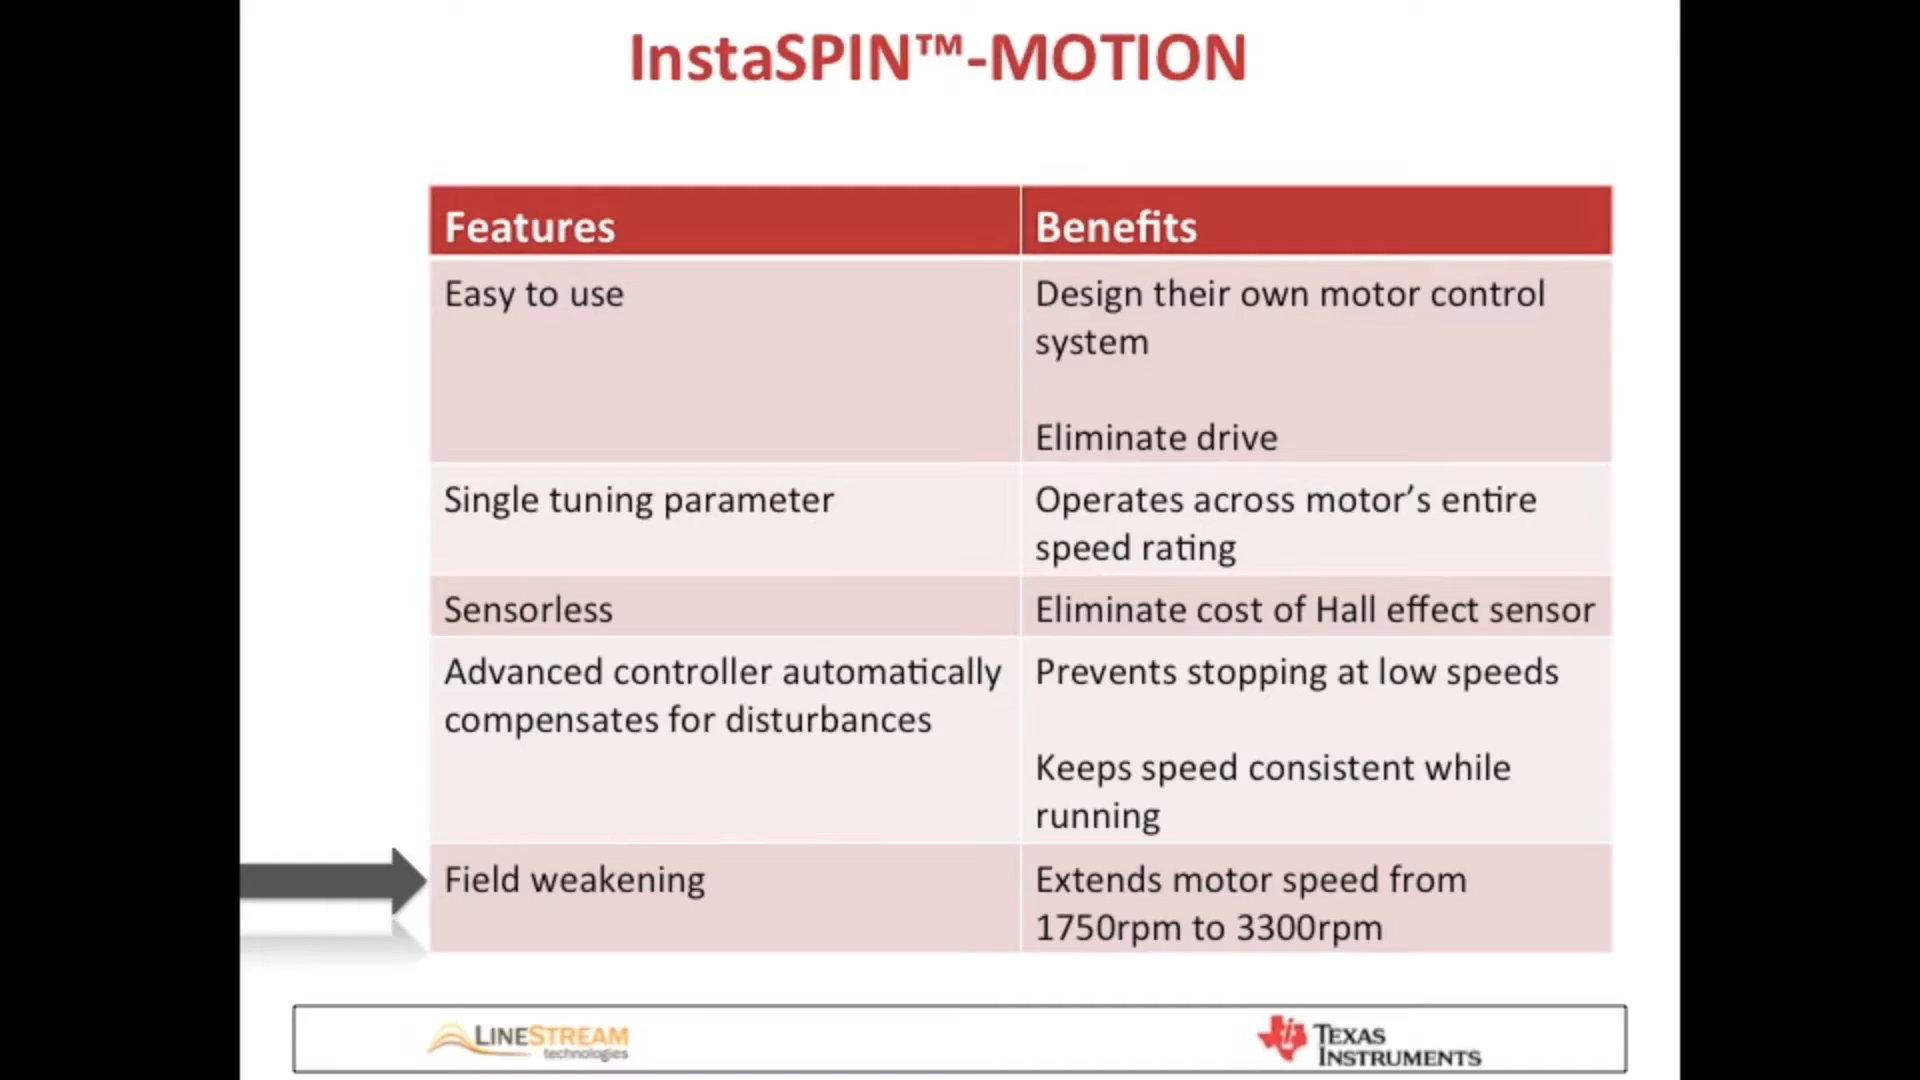 InstaSPIN™-MOTION
Features
Benefits
Easy to use
Design their own motor control
system
Eliminate drive
Single tuning parameter
Operates across motor’s entire
speed rating
Sensorless
Eliminate cost of Hall effect sensor
Advanced controller automatically
compensates for disturbances
Prevents stopping at low speeds
Keeps speed consistent while
running
Field weakening
Extends motor speed from
1750rpm to 3300rpm
LINESTREAM
technologies
TEXAS
INSTRUMENTS